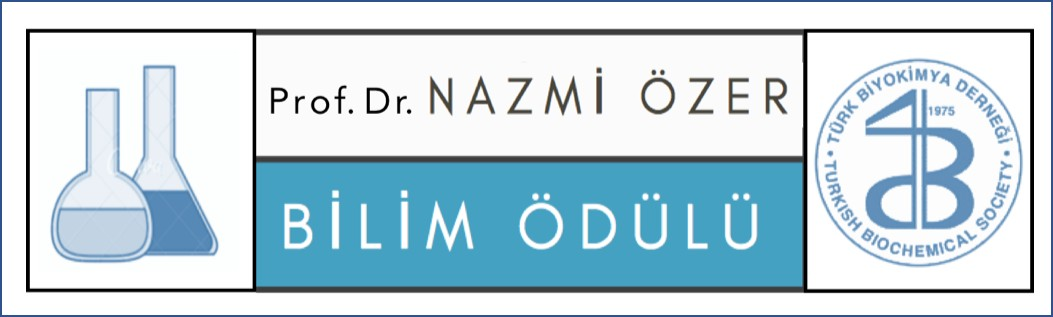 Prof. Dr. NAZMİ ÖZER
BİLİM ÖDÜLÜ
TÜRK BİYOKİMYA DERNEĞİ
1975
TURKISH BIOCHEMICAL SOCIETY